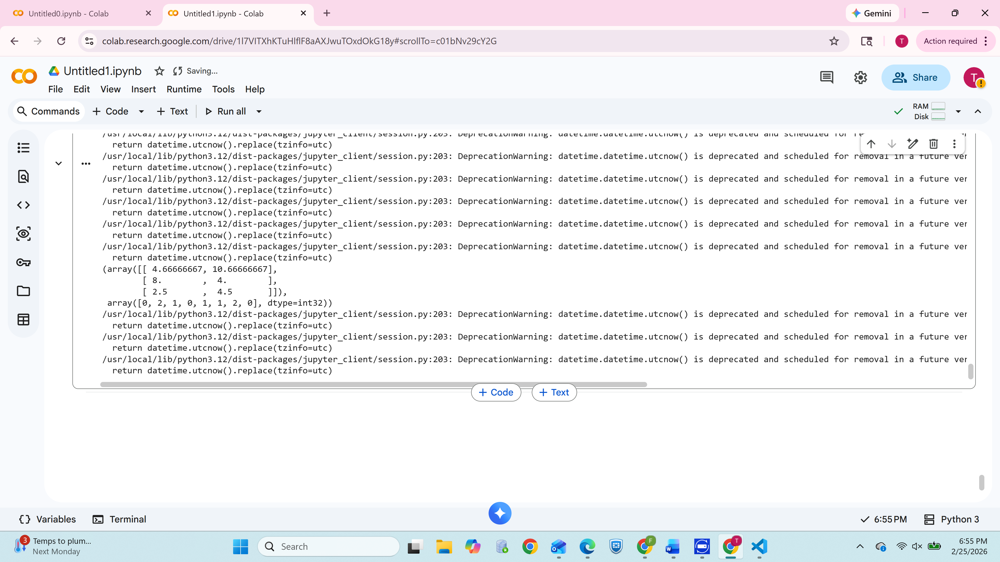 Untitled0.ipynb - Colab
Untitled1.ipynb - Colab
Gemini
colab.research.google.com/drive/1l7VITXhKTuHlflF8aAXJwuTOxdOkG18y#scrollTo=c01bNv29cY2G
T
Action required
Untitled1.ipynb
Saving...
File Edit View Insert Runtime Tools Help
Share
T
Commands
+ Code
+ Text
Run all
RAM
Disk
/usr/local/lib/python3.12/dist-packages/jupyter_client/session.py:203: DeprecationWarning: datetime.datetime.utcnow() is deprecated and scheduled for
return datetime.utcnow().replace(tzinfo=utc)
/usr/local/lib/python3.12/dist-packages/jupyter_client/session.py:203: DeprecationWarning: datetime.datetime.utcnow() is deprecated and scheduled for removal in a future ver
return datetime.utcnow().replace(tzinfo=utc)
/usr/local/lib/python3.12/dist-packages/jupyter_client/session.py:203: DeprecationWarning: datetime.datetime.utcnow() is deprecated and scheduled for removal in a future ver
return datetime.utcnow().replace(tzinfo=utc)
/usr/local/lib/python3.12/dist-packages/jupyter_client/session.py:203: DeprecationWarning: datetime.datetime.utcnow() is deprecated and scheduled for removal in a future ver
return datetime.utcnow().replace(tzinfo=utc)
/usr/local/lib/python3.12/dist-packages/jupyter_client/session.py:203: DeprecationWarning: datetime.datetime.utcnow() is deprecated and scheduled for removal in a future ver
return datetime.utcnow().replace(tzinfo=utc)
/usr/local/lib/python3.12/dist-packages/jupyter_client/session.py:203: DeprecationWarning: datetime.datetime.utcnow() is deprecated and scheduled for removal in a future ver
return datetime.utcnow().replace(tzinfo=utc)
(array([[ 4.66666667, 10.66666667],
[ 8. , 4. ],
[ 2.5 , 4.5 ]]),
array([0, 2, 1, 0, 1, 1, 2, 0], dtype=int32))
/usr/local/lib/python3.12/dist-packages/jupyter_client/session.py:203: DeprecationWarning: datetime.datetime.utcnow() is deprecated and scheduled for removal in a future ver
return datetime.utcnow().replace(tzinfo=utc)
/usr/local/lib/python3.12/dist-packages/jupyter_client/session.py:203: DeprecationWarning: datetime.datetime.utcnow() is deprecated and scheduled for removal in a future ver
return datetime.utcnow().replace(tzinfo=utc)
/usr/local/lib/python3.12/dist-packages/jupyter_client/session.py:203: DeprecationWarning: datetime.datetime.utcnow() is deprecated and scheduled for removal in a future ver
return datetime.utcnow().replace(tzinfo=utc)
+ Code
+ Text
Variables
Terminal
6:55 PM
Python 3
3
Temps to plum...
Next Monday
Search
F
T
6:55 PM
2/25/2026